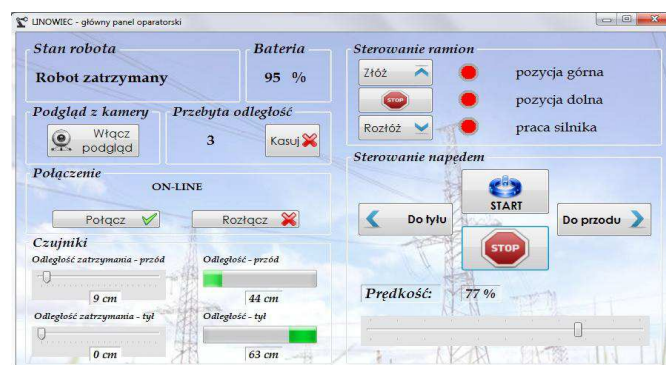 LINOWIEC - główny panel oparatorski
Stan robota
Robot zatrzymany
Bateria
95 %
Podgląd z kamery
Włącz
podgląd
Przebyta odległość
3
Kasuj
Połączenie
ON-LINE
Połącz
Rozłącz
Czujniki
Odległość zatrzymania - przód
9 cm
Odległość - przód
44 cm
Odległość zatrzymania - tył
0 cm
Odległość - tył
63 cm
Sterowanie ramion
Złóż
pozycja górna
STOP
pozycja dolna
Rozłóż
praca silnika
Sterowanie napędem
START
Do tyłu
Do przodu
STOP
Prędkość: 77 %